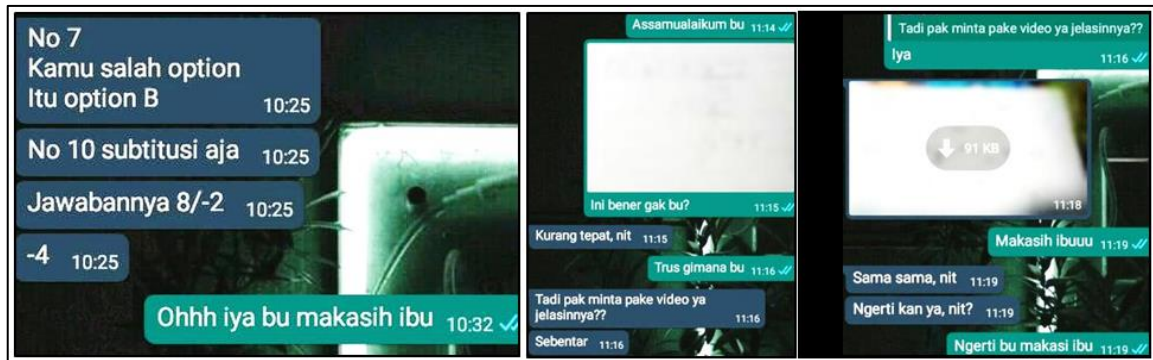 No 7
Kamu salah option
Itu option B 10:25
No 10 subtitusi aja 10:25
Jawabannya 8/-2 10:25
-4 10:25
Ohhh iya bu makasih ibu 10:32
Assamualaikum bu 11:14
Ini bener gak bu? 11:15
Kurang tepat, nit 11:15
Trus gimana bu 11:16
Tadi pak minta pake video ya
jelasinnya?? 11:16
Sebentar 11:16
Tadi pak minta pake video ya jelasinnya??
Iya 11:16
91 KB
11:18
Makasih ibuuu 11:19
Sama sama, nit 11:19
Ngerti kan ya, nit? 11:19
Ngerti bu makasi ibu 11:19